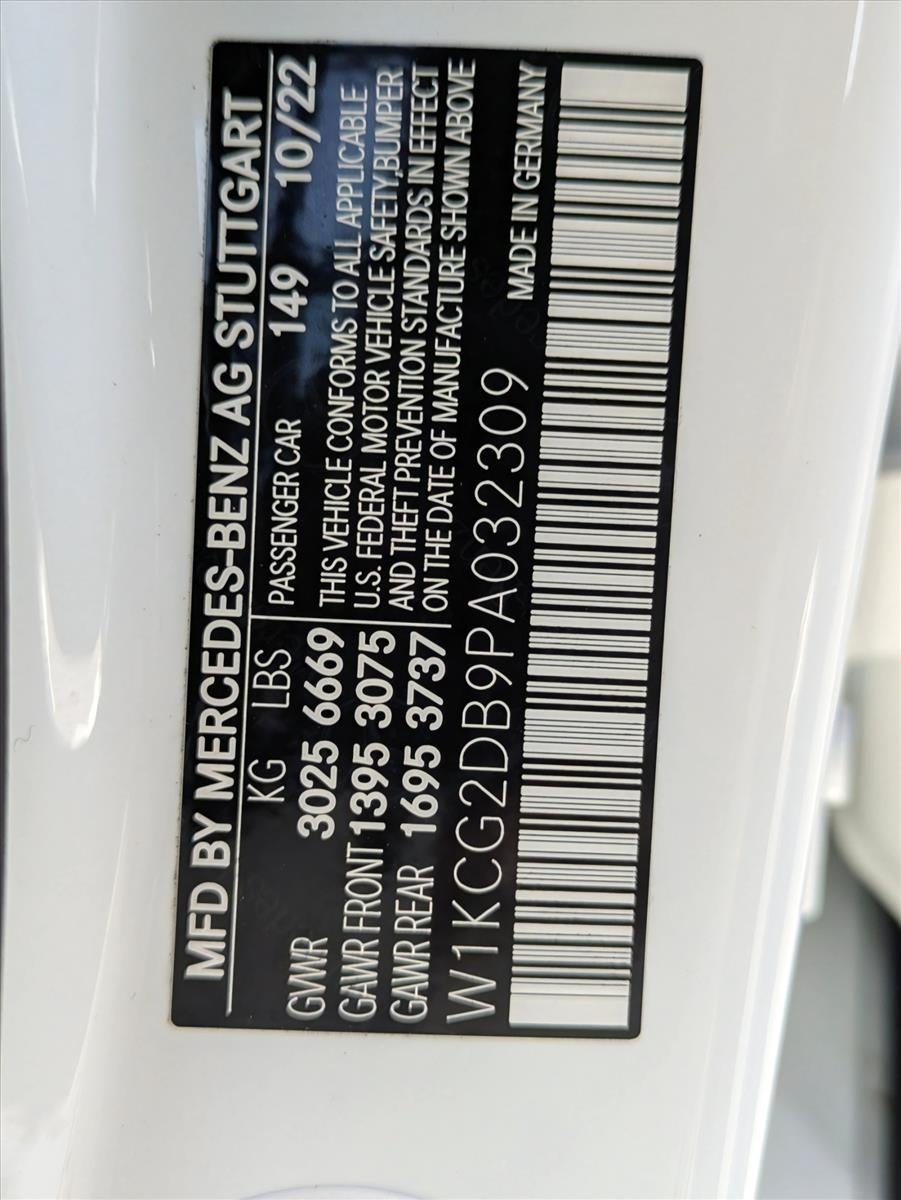 MFD BY MERCEDES-BENZ AG STUTTGART
KG LBS PASSENGER CAR 149 10/22
GVWR 3025 6669
GAWR FRONT 1395 3075
GAWR REAR 1695 3737
THIS VEHICLE CONFORMS TO ALL APPLICABLE
U.S. FEDERAL MOTOR VEHICLE SAFETY,BUMPER
AND THEFT PREVENTION STANDARDS IN EFFECT
ON THE DATE OF MANUFACTURE SHOWN ABOVE
W1KCG2DB9PA032309
MADE IN GERMANY